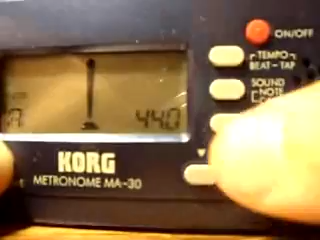 ON/OFF
TEMPO
BEAT - TAP
SOUND
NOTE
A 440
KORG
METRONOME MA-30